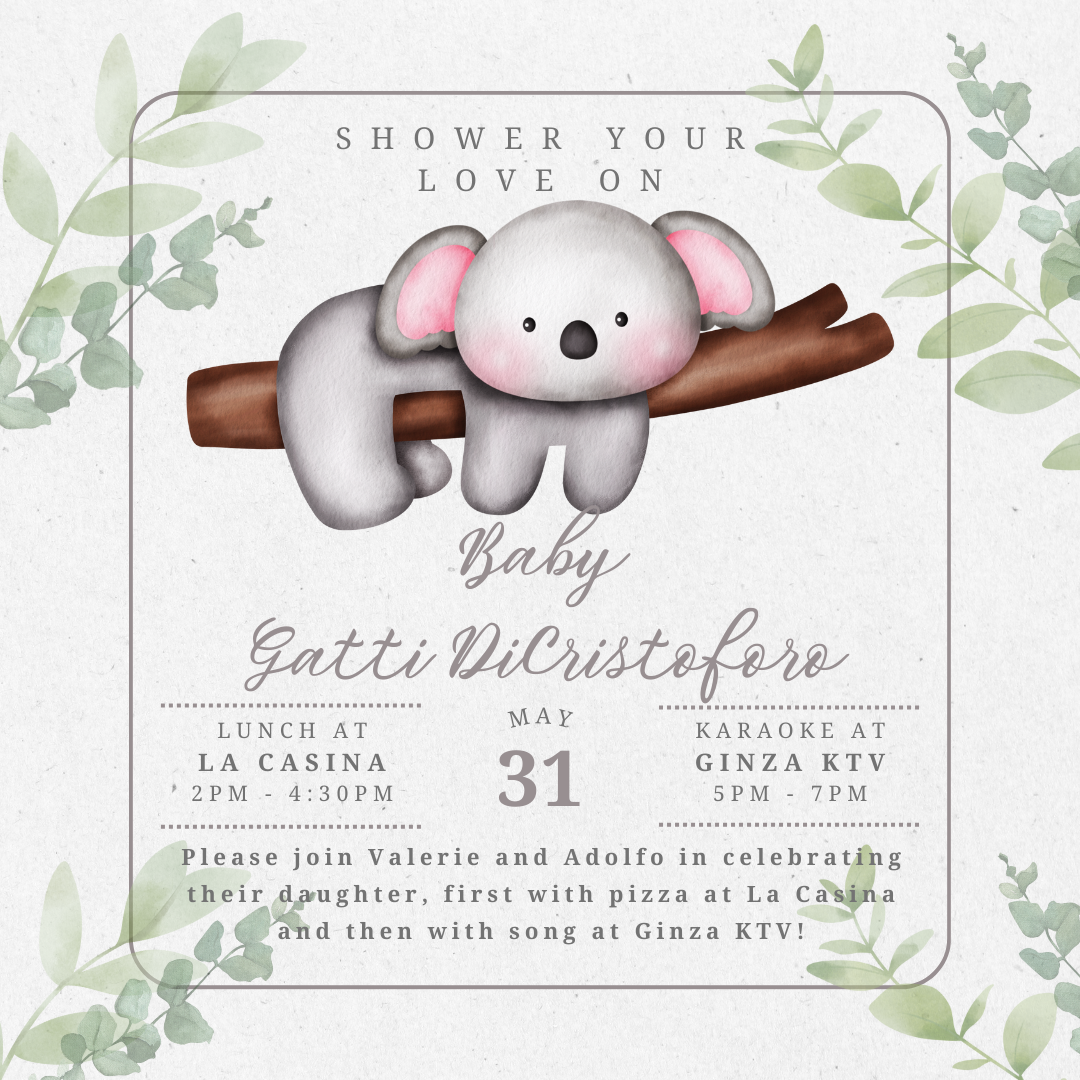 SHOWER YOUR
LOVE ON
Baby
Gatti DiCristoforo
LUNCH AT
LA CASINA
2PM - 4:30PM
MAY
31
KARAOKE AT
GINZA KTV
5PM - 7PM
Please join Valerie and Adolfo in celebrating
their daughter, first with pizza at La Casina
and then with song at Ginza KTV!